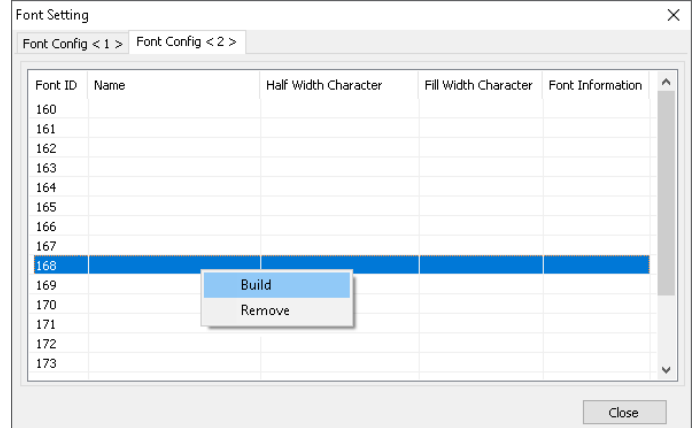 Font Setting
Font Config < 1 > Font Config < 2 >
Font ID Name Half Width Character Fill Width Character Font Information
160
161
162
163
164
165
166
167
168
169
Build
170
Remove
171
172
173
Close